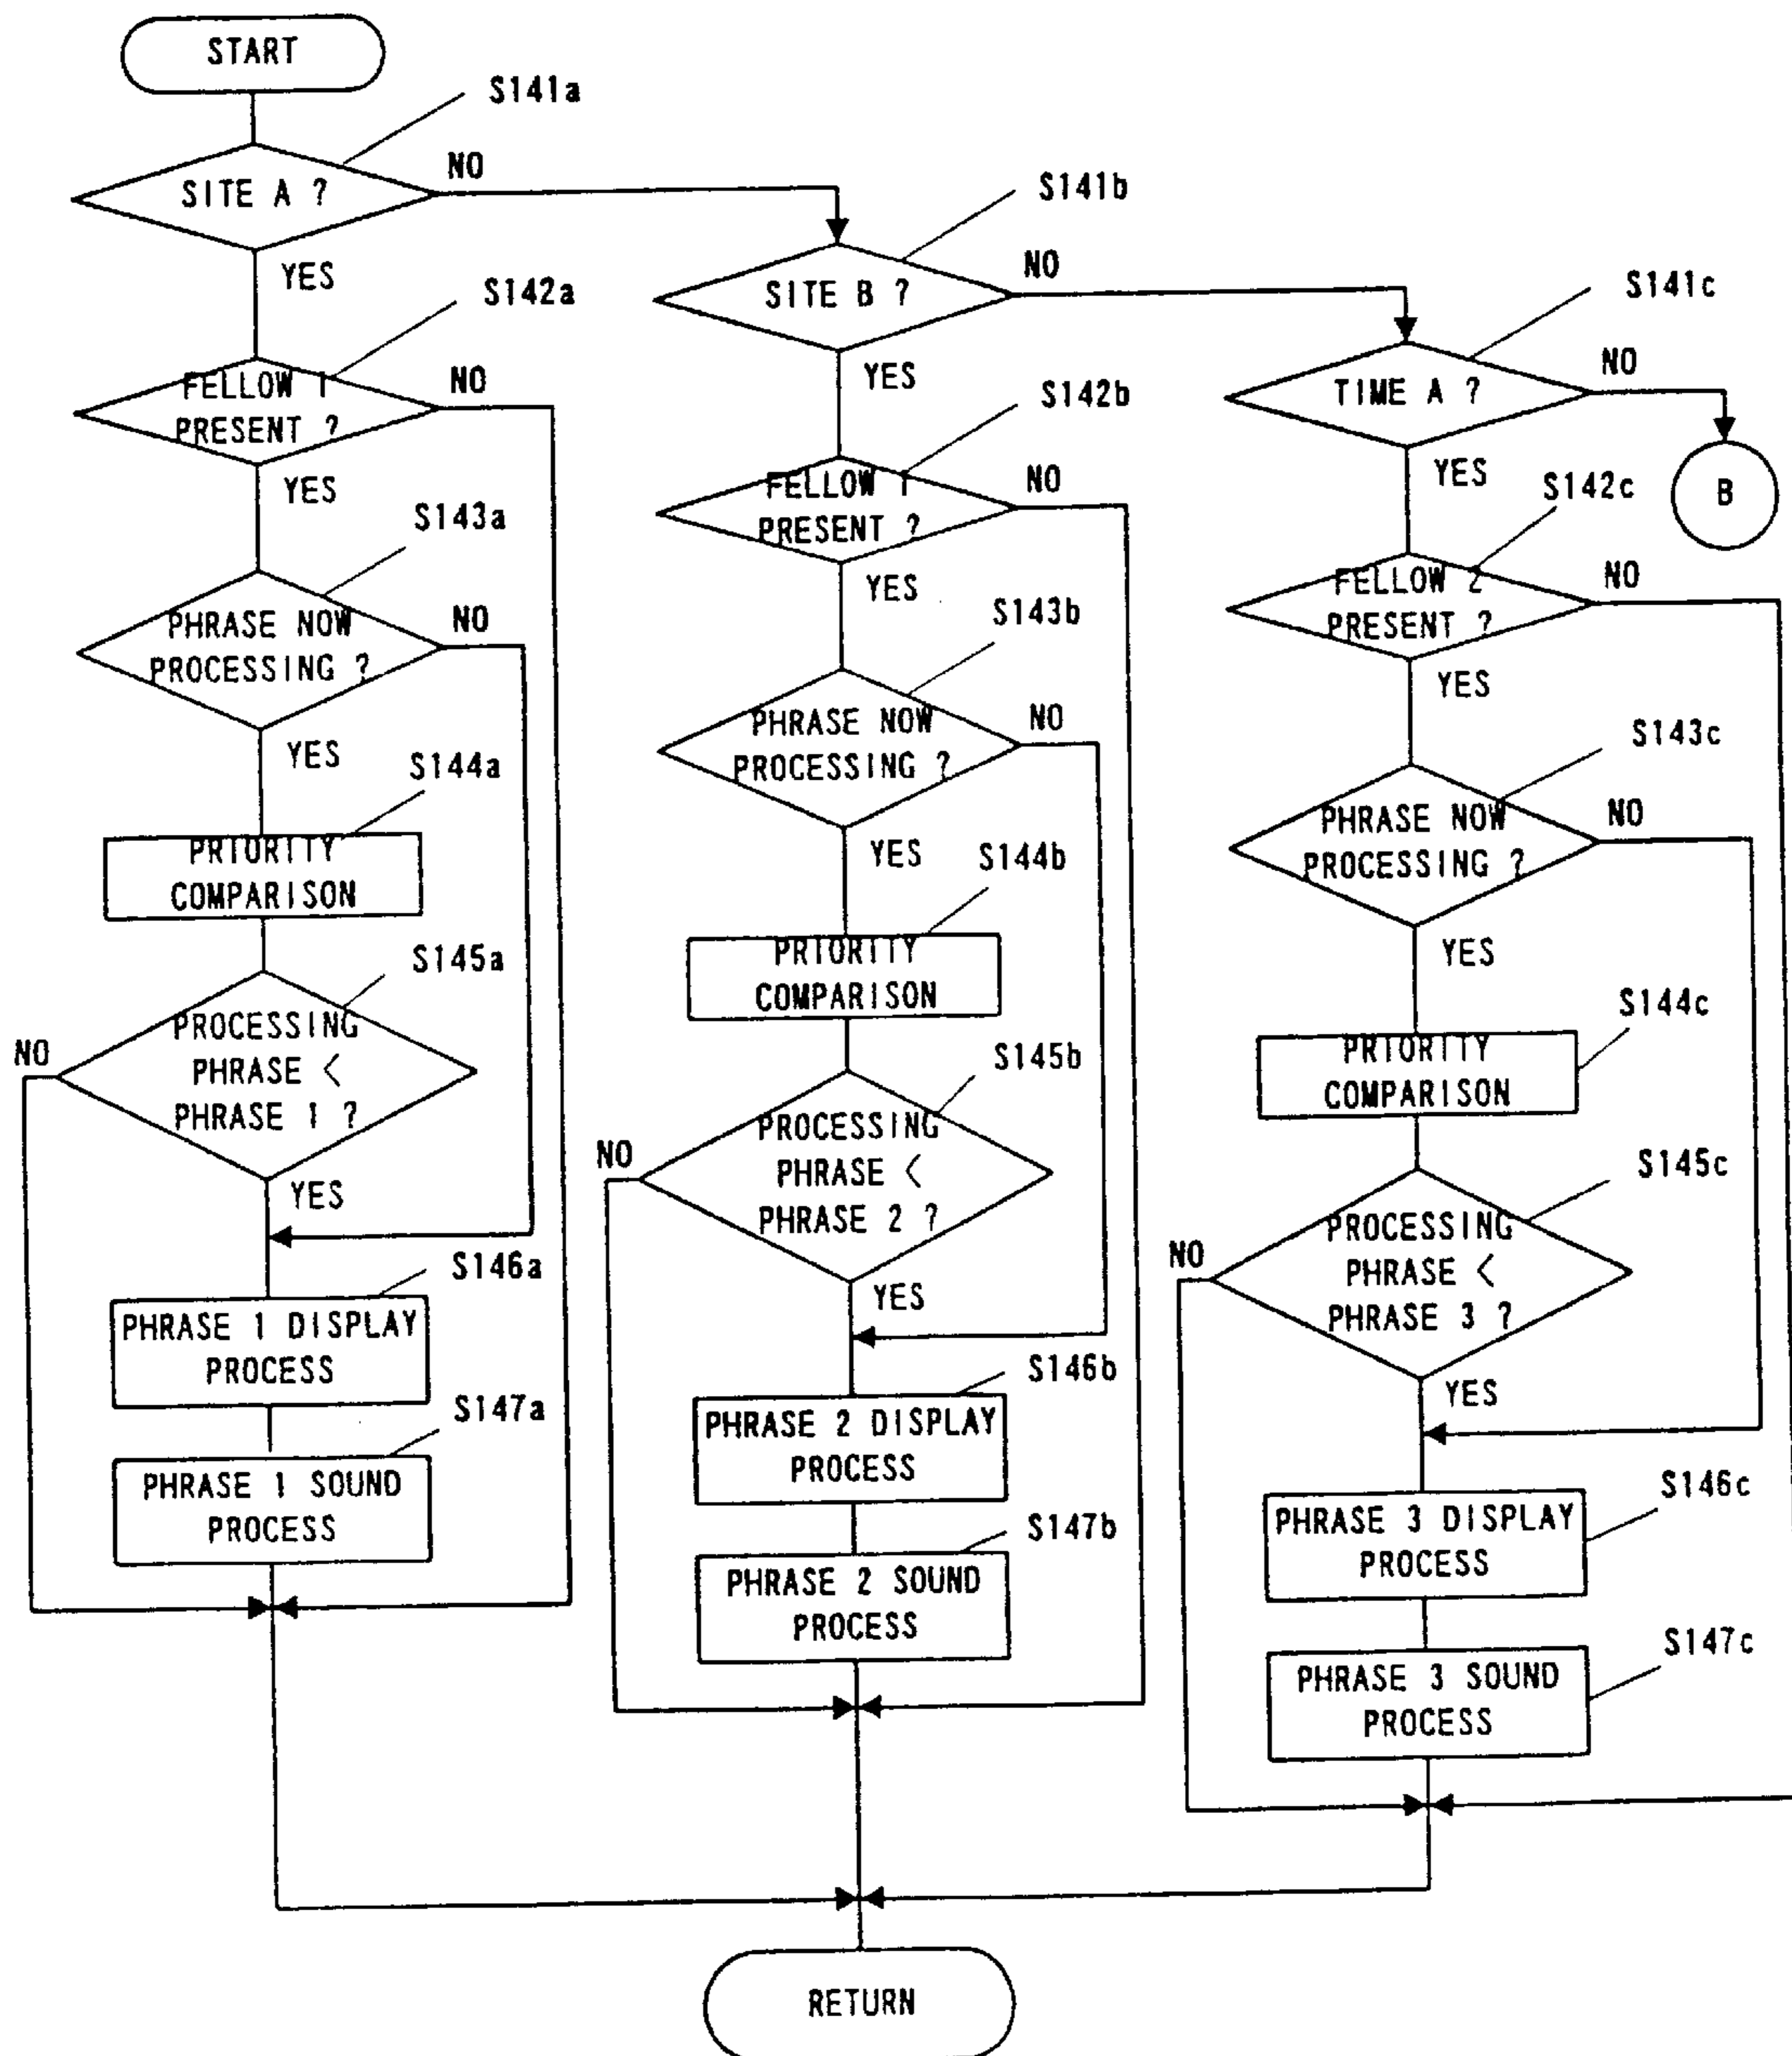 START
S141a
SITE A ?
NO
YES
S142a
FELLOW 1
PRESENT ?
NO
YES
S143a
PHRASE NOW
PROCESSING ?
NO
YES
S144a
PRIORITY
COMPARISON
S145a
PROCESSING
PHRASE <
PHRASE 1 ?
NO
YES
S146a
PHRASE 1 DISPLAY
PROCESS
S147a
PHRASE 1 SOUND
PROCESS
S141b
SITE B ?
NO
YES
S142b
FELLOW 1
PRESENT ?
NO
YES
S143b
PHRASE NOW
PROCESSING ?
NO
YES
S144b
PRIORITY
COMPARISON
S145b
PROCESSING
PHRASE <
PHRASE 2 ?
NO
YES
S146b
PHRASE 2 DISPLAY
PROCESS
S147b
PHRASE 2 SOUND
PROCESS
S141c
TIME A ?
NO
B
YES
S142c
FELLOW 2
PRESENT ?
NO
YES
S143c
PHRASE NOW
PROCESSING ?
NO
YES
S144c
PRIORITY
COMPARISON
S145c
PROCESSING
PHRASE <
PHRASE 3 ?
NO
YES
S146c
PHRASE 3 DISPLAY
PROCESS
S147c
PHRASE 3 SOUND
PROCESS
RETURN